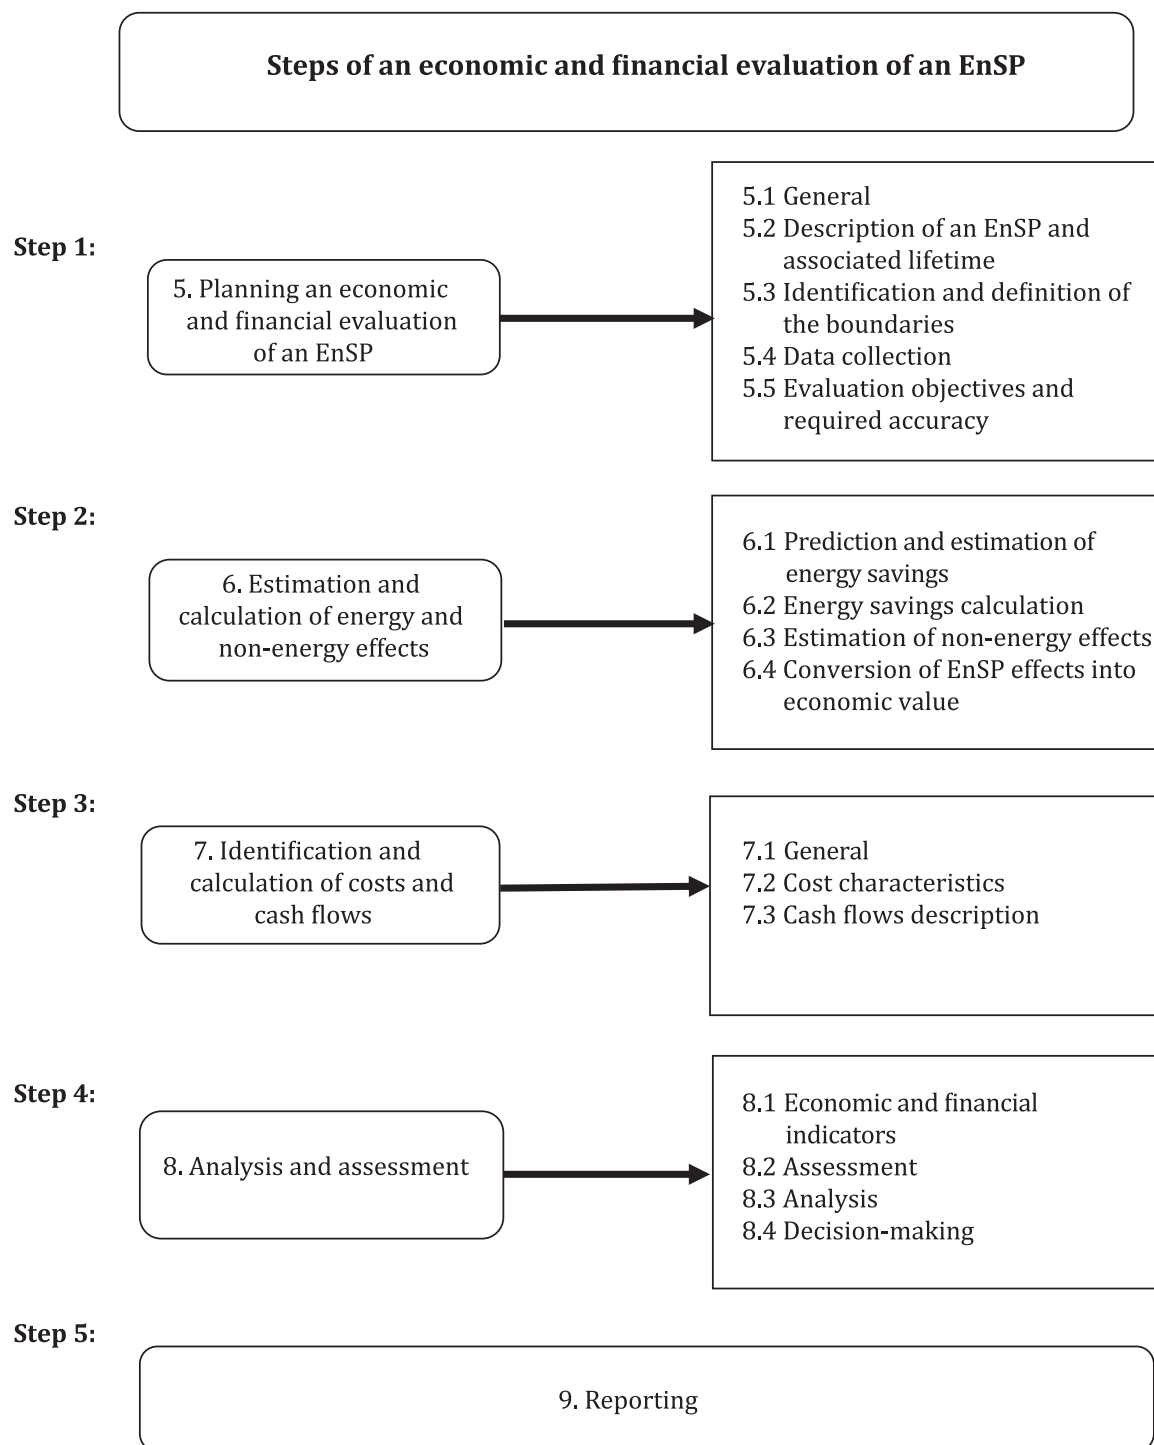 Steps of an economic and financial evaluation of an EnSP
Step 1:
5. Planning an economic
and financial evaluation
of an EnSP
5.1 General
5.2 Description of an EnSP and
associated lifetime
5.3 Identification and definition of
the boundaries
5.4 Data collection
5.5 Evaluation objectives and
required accuracy
Step 2:
6. Estimation and
calculation of energy and
non-energy effects
6.1 Prediction and estimation of
energy savings
6.2 Energy savings calculation
6.3 Estimation of non-energy effects
6.4 Conversion of EnSP effects into
economic value
Step 3:
7. Identification and
calculation of costs and
cash flows
7.1 General
7.2 Cost characteristics
7.3 Cash flows description
Step 4:
8. Analysis and assessment
8.1 Economic and financial
indicators
8.2 Assessment
8.3 Analysis
8.4 Decision-making
Step 5:
9. Reporting